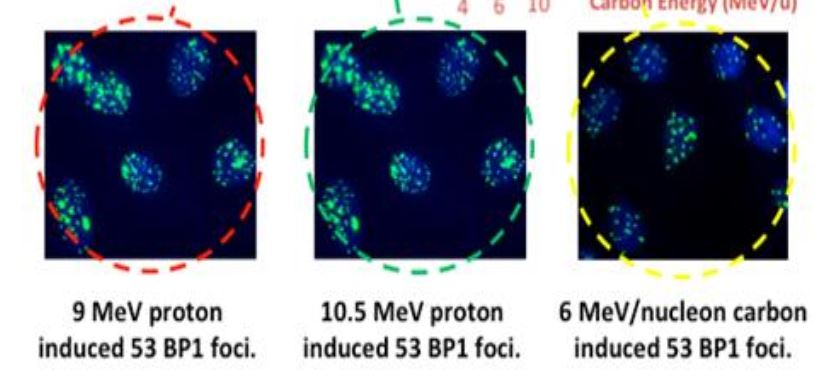 4 6 10 Carbon Energy (MeV/u)
9 MeV proton
induced 53 BP1 foci.
10.5 MeV proton
induced 53 BP1 foci.
6 MeV/nucleon carbon
induced 53 BP1 foci.